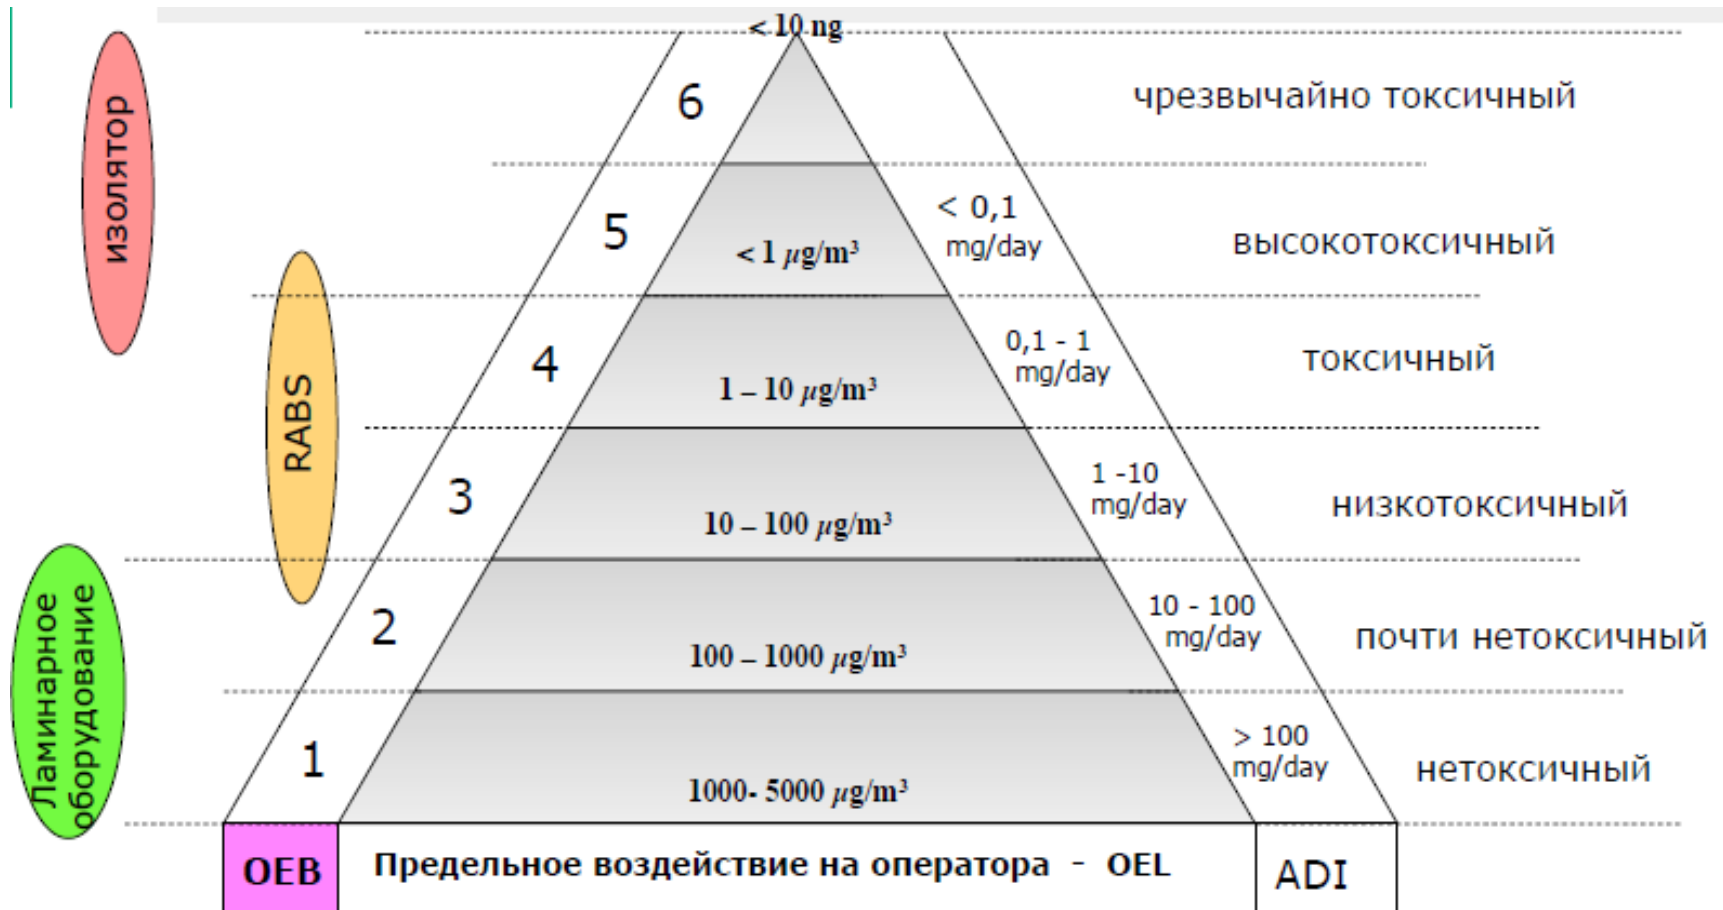 < 10 ng
изолятор
6
чрезвычайно токсичный
5
< 1 µg/m³
< 0,1
mg/day
высокотоксичный
RABS
4
1 – 10 µg/m³
0,1 - 1
mg/day
токсичный
3
10 – 100 µg/m³
1 -10
mg/day
низкотоксичный
Ламинарное
оборудование
2
100 – 1000 µg/m³
10 - 100
mg/day
почти нетоксичный
1
1000- 5000 µg/m³
> 100
mg/day
нетоксичный
OEB
Предельное воздействие на оператора - OEL
ADI